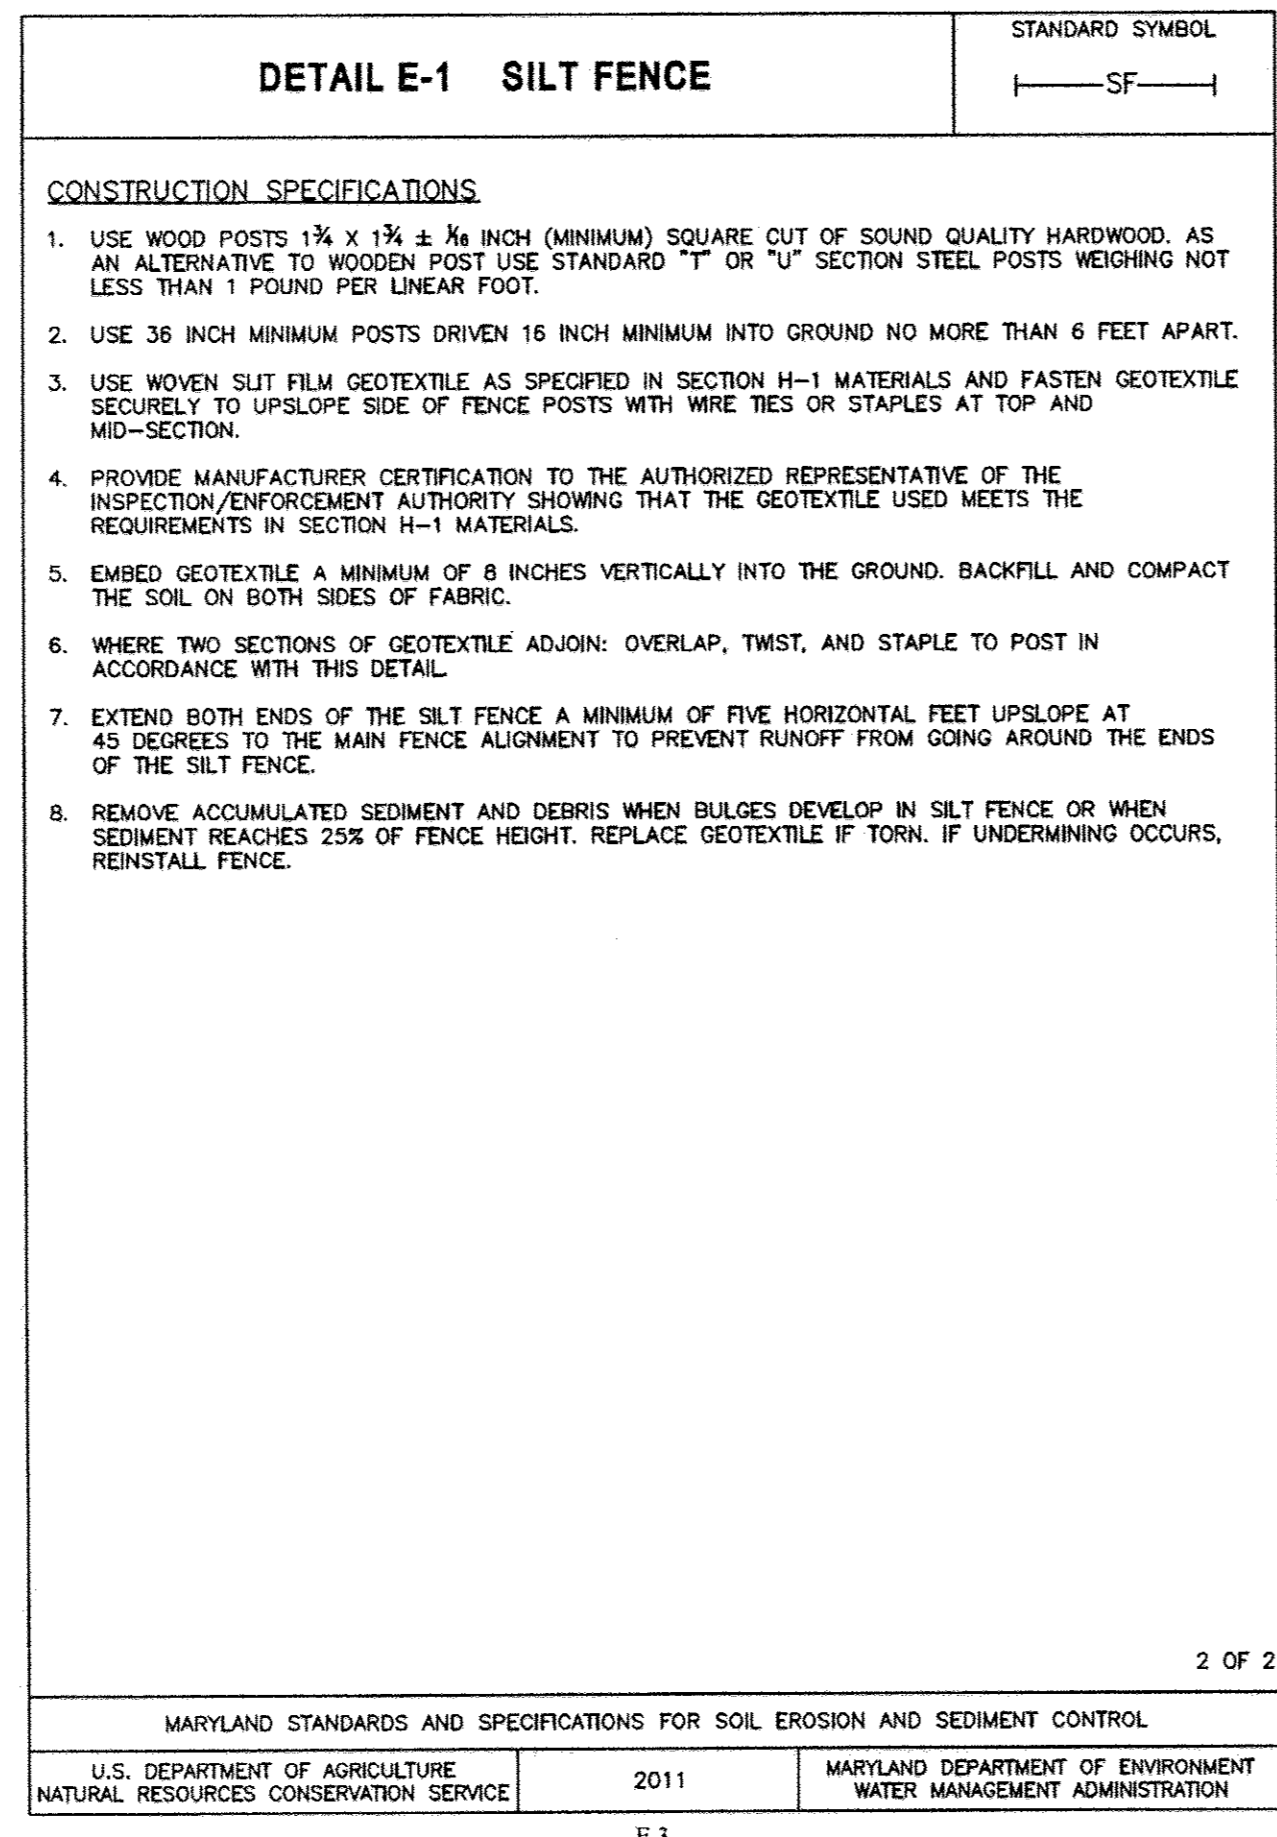 STANDARD SYMBOL
DETAIL E-1 SILT FENCE
SF
CONSTRUCTION SPECIFICATIONS
1. USE WOOD POSTS 1¾ X 1¾ ± 1/16 INCH (MINIMUM) SQUARE CUT OF SOUND QUALITY HARDWOOD. AS
AN ALTERNATIVE TO WOODEN POST USE STANDARD "T" OR "U" SECTION STEEL POSTS WEIGHING NOT
LESS THAN 1 POUND PER LINEAR FOOT.
2. USE 36 INCH MINIMUM POSTS DRIVEN 16 INCH MINIMUM INTO GROUND NO MORE THAN 6 FEET APART.
3. USE WOVEN SLIT FILM GEOTEXTILE AS SPECIFIED IN SECTION H-1 MATERIALS AND FASTEN GEOTEXTILE
SECURELY TO UPSLOPE SIDE OF FENCE POSTS WITH WIRE TIES OR STAPLES AT TOP AND
MID-SECTION.
4. PROVIDE MANUFACTURER CERTIFICATION TO THE AUTHORIZED REPRESENTATIVE OF THE
INSPECTION/ENFORCEMENT AUTHORITY SHOWING THAT THE GEOTEXTILE USED MEETS THE
REQUIREMENTS IN SECTION H-1 MATERIALS.
5. EMBED GEOTEXTILE A MINIMUM OF 8 INCHES VERTICALLY INTO THE GROUND. BACKFILL AND COMPACT
THE SOIL ON BOTH SIDES OF FABRIC.
6. WHERE TWO SECTIONS OF GEOTEXTILE ADJOIN: OVERLAP, TWIST, AND STAPLE TO POST IN
ACCORDANCE WITH THIS DETAIL
7. EXTEND BOTH ENDS OF THE SILT FENCE A MINIMUM OF FIVE HORIZONTAL FEET UPSLOPE AT
45 DEGREES TO THE MAIN FENCE ALIGNMENT TO PREVENT RUNOFF FROM GOING AROUND THE ENDS
OF THE SILT FENCE.
8. REMOVE ACCUMULATED SEDIMENT AND DEBRIS WHEN BULGES DEVELOP IN SILT FENCE OR WHEN
SEDIMENT REACHES 25% OF FENCE HEIGHT. REPLACE GEOTEXTILE IF TORN. IF UNDERMINING OCCURS,
REINSTALL FENCE.
2 OF 2
MARYLAND STANDARDS AND SPECIFICATIONS FOR SOIL EROSION AND SEDIMENT CONTROL
U.S. DEPARTMENT OF AGRICULTURE
NATURAL RESOURCES CONSERVATION SERVICE
2011
MARYLAND DEPARTMENT OF ENVIRONMENT
WATER MANAGEMENT ADMINISTRATION